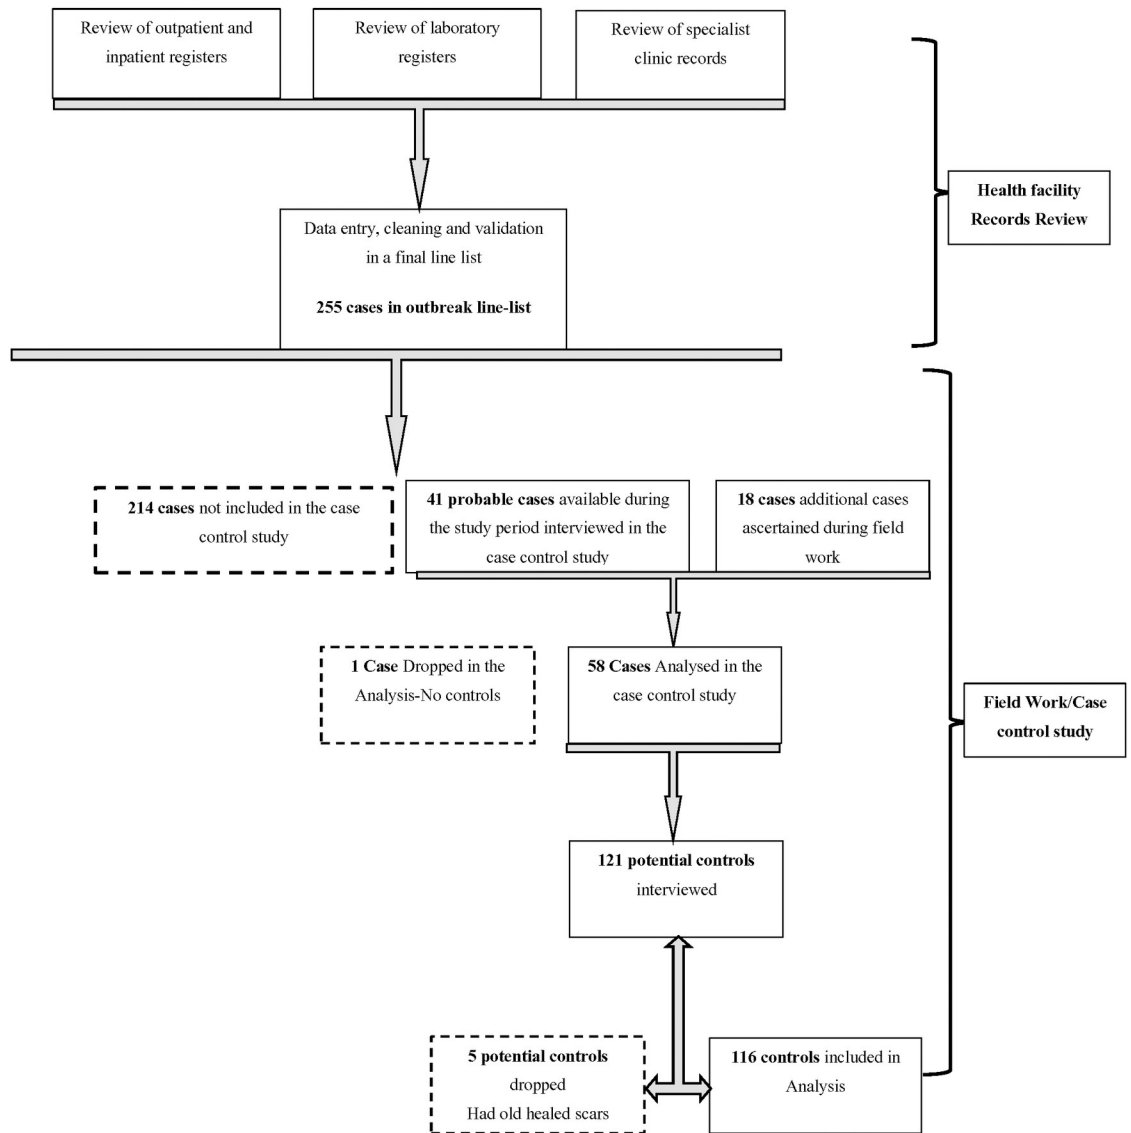 Review of outpatient and
inpatient registers
Review of laboratory
registers
Review of specialist
clinic records
Health facility
Records Review
Data entry, cleaning and validation
in a final line list
255 cases in outbreak line-list
214 cases not included in the case
control study
41 probable cases available during
the study period interviewed in the
case control study
18 cases additional cases
ascertained during field
work
1 Case Dropped in the
Analysis-No controls
58 Cases Analysed in the
case control study
Field Work/Case
control study
121 potential controls
interviewed
5 potential controls
dropped
Had old healed scars
116 controls included in
Analysis